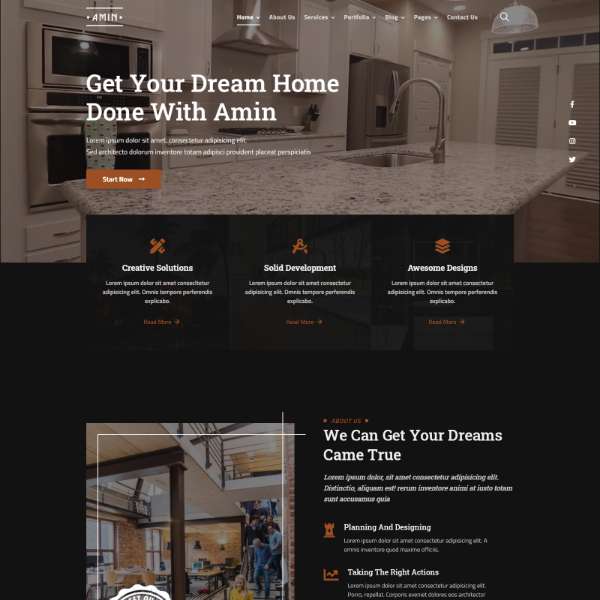 AMIN
Home About Us Services Portfolio Blog Pages Contact Us
Get Your Dream Home
Done With Amin
Lorem ipsum dolor sit amet, consectetur adipisicing elit.
Sed architecto dolorum inventore totam adipisci provident placeat perspiciatis
Start Now
Creative Solutions
Lorem ipsum dolor sit amet consecltetur
adipisicing elit. Omnis tempore perferendis
explicabo.
Read More
Solid Development
Lorem ipsum dolor sit amet consecltetur
adipisicing elit. Omnis tempore perferendis
explicabo.
Read More
Awesome Designs
Lorem ipsum dolor sit amet consecltetur
adipisicing elit. Omnis tempore perferendis
explicabo.
Read More
ABOUT US
We Can Get Your Dreams
Came True
Lorem ipsum dolor, sit amet consectetur adipisicing elit.
Distinctio, aliquam est! rerum inventore animi at iusto totam
sunt accusamus quia
Planning And Designing
Lorem ipsum dolor sit amet consectetur adipisicing elit. A
omnis inventore quod maxime officiis.
Taking The Right Actions
Lorem ipsum dolor sit amet consectetur adipisicing elit.
Porro, repellat. Corporis eveniet dolores eos indictor